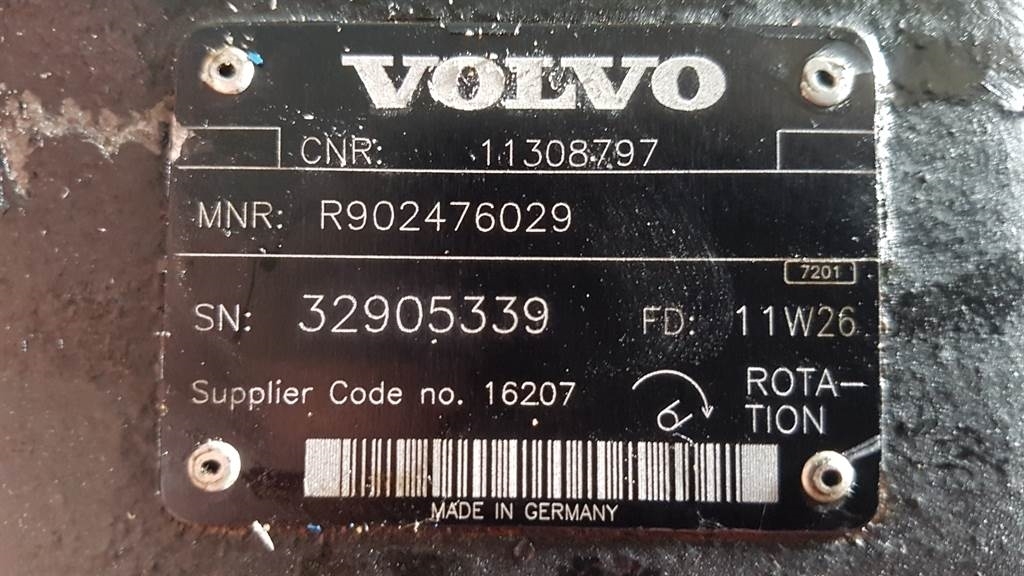 VOLVO
CNR: 11308797
MNR: R902476029
7201
SN: 32905339 FD: 11W26
Supplier Code no. 16207 ROTA-
TION
MADE IN GERMANY